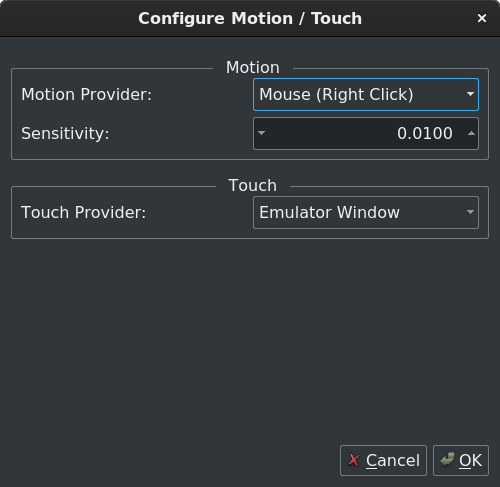 Configure Motion / Touch
Motion
Motion Provider: Mouse (Right Click)
Sensitivity: 0.0100
Touch
Touch Provider: Emulator Window
Cancel OK